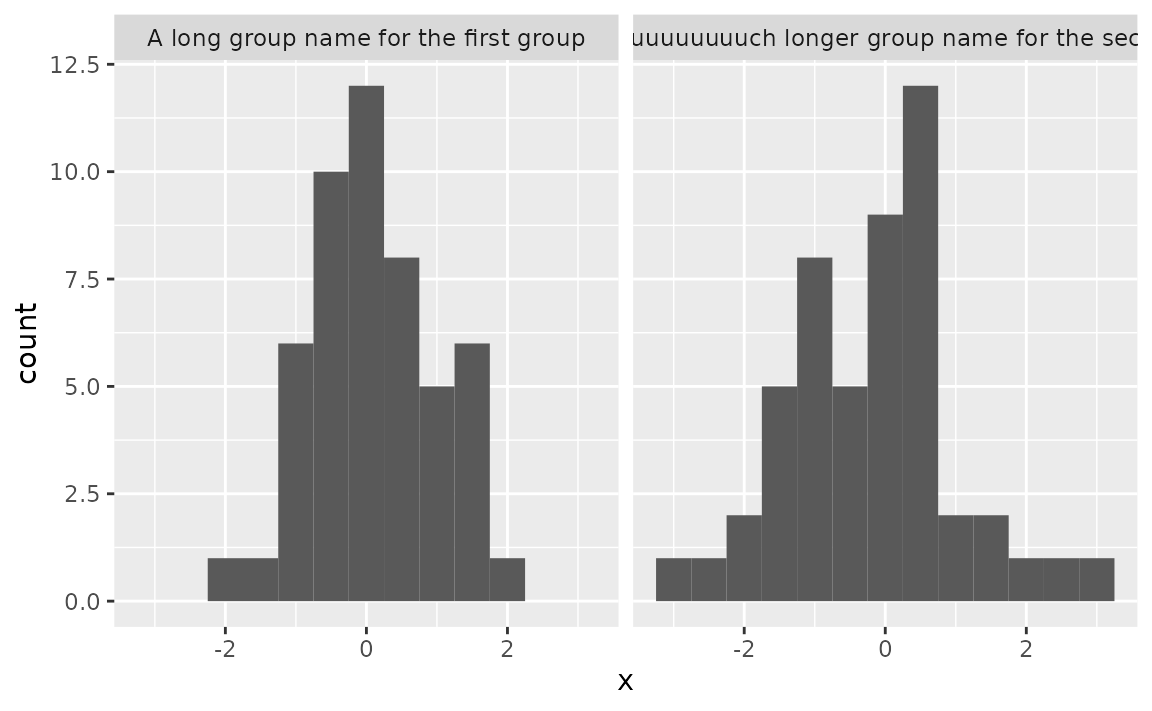 A long group name for the first group
uuuuuuuuch longer group name for the sec
12.5
10.0
7.5
5.0
2.5
0.0
count
-2 0 2
-2 0 2
x